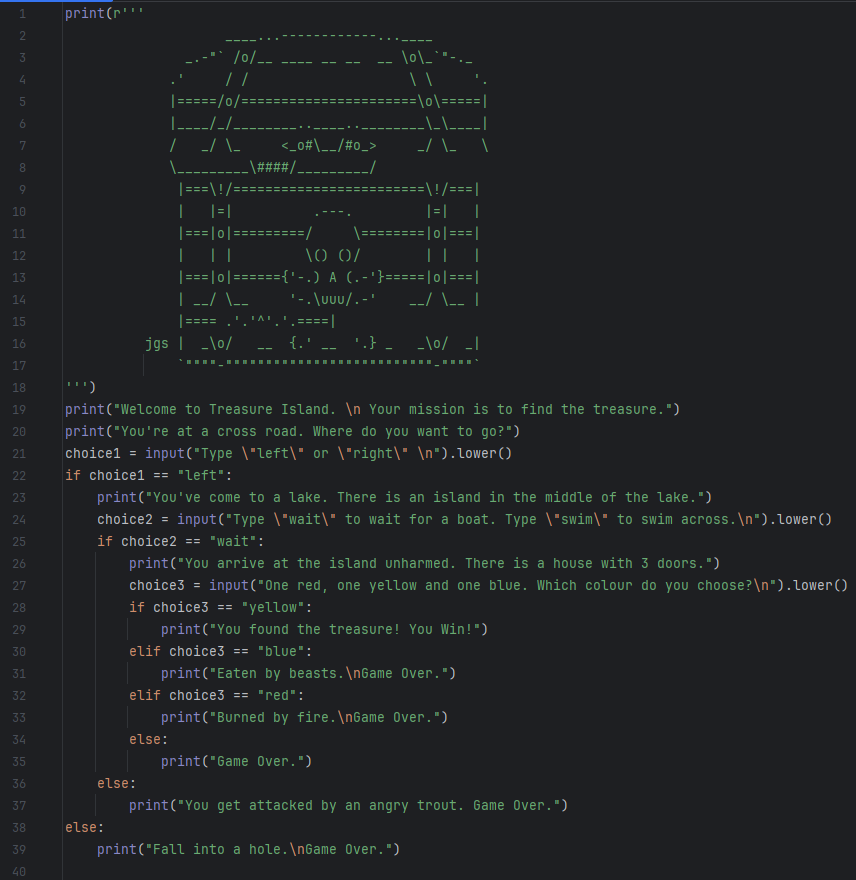 1 print(r'''
2                     ____...------------...____
3                _.-"` /o/__ ____ __ __  __ \o\_`"-._
4              .'     / /                    \ \     '.
5              |=====/o/======================\o\=====|
6              |____/_/________..____..________\_\____|
7              /   _/ \_     <_o#\__/#o_>     _/ \_   \
8              \_________\####/_________/
9               |===\!/========================\!/===|
10               |   |=|          .---.         |=|   |
11               |===|o|=========/     \========|o|===|
12               |   | |         \() ()/        | |   |
13               |===|o|======{'-.) A (.-'}=====|o|===|
14               | __/ \__     '-.\uuu/.-'    __/ \__ |
15               |==== .'.'^'.'.====|
16           jgs |  _\o/   __  {.' __  '.} _   _\o/  _|
17               `""""-""""""""""""""""""""""""""-""""`
18 ''')
19 print("Welcome to Treasure Island. \n Your mission is to find the treasure.")
20 print("You're at a cross road. Where do you want to go?")
21 choice1 = input("Type \"left\" or \"right\" \n").lower()
22 if choice1 == "left":
23     print("You've come to a lake. There is an island in the middle of the lake.")
24     choice2 = input("Type \"wait\" to wait for a boat. Type \"swim\" to swim across.\n").lower()
25     if choice2 == "wait":
26         print("You arrive at the island unharmed. There is a house with 3 doors.")
27         choice3 = input("One red, one yellow and one blue. Which colour do you choose?\n").lower()
28         if choice3 == "yellow":
29             print("You found the treasure! You Win!")
30         elif choice3 == "blue":
31             print("Eaten by beasts.\nGame Over.")
32         elif choice3 == "red":
33             print("Burned by fire.\nGame Over.")
34         else:
35             print("Game Over.")
36     else:
37         print("You get attacked by an angry trout. Game Over.")
38 else:
39     print("Fall into a hole.\nGame Over.")
40